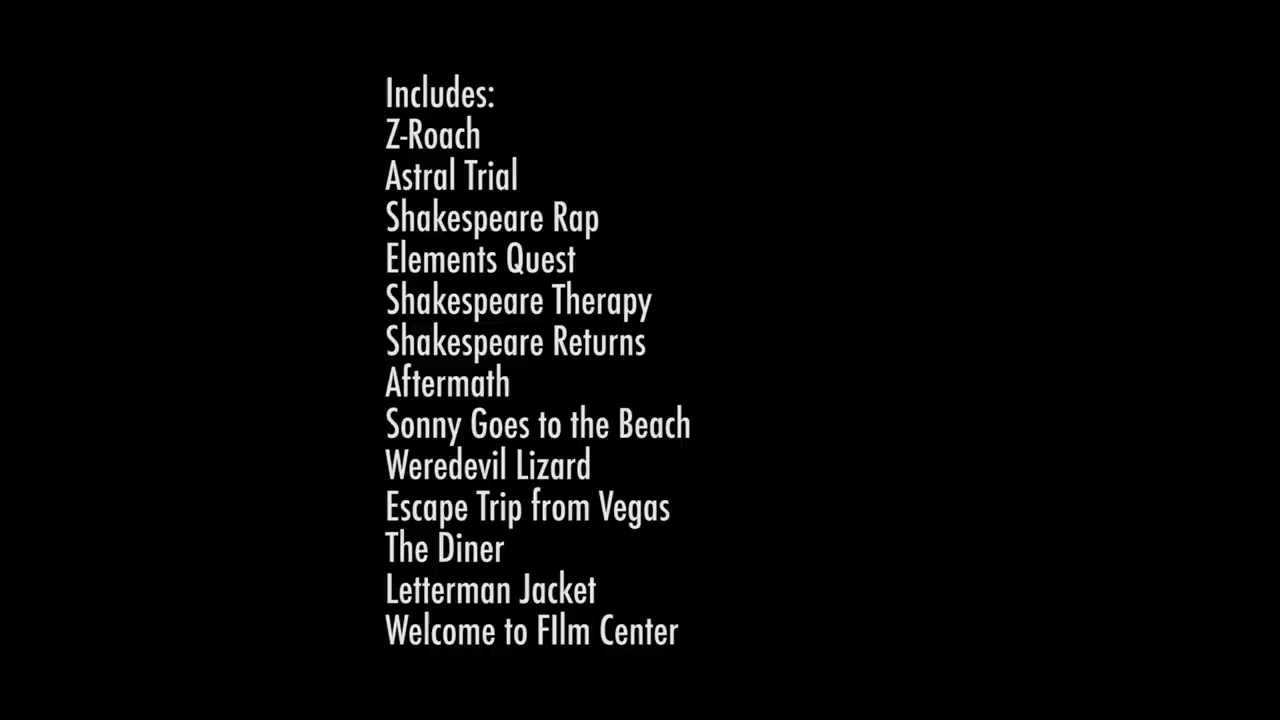 Includes:
Z-Roach
Astral Trial
Shakespeare Rap
Elements Quest
Shakespeare Therapy
Shakespeare Returns
Aftermath
Sonny Goes to the Beach
Weredevil Lizard
Escape Trip from Vegas
The Diner
Letterman Jacket
Welcome to FIlm Center